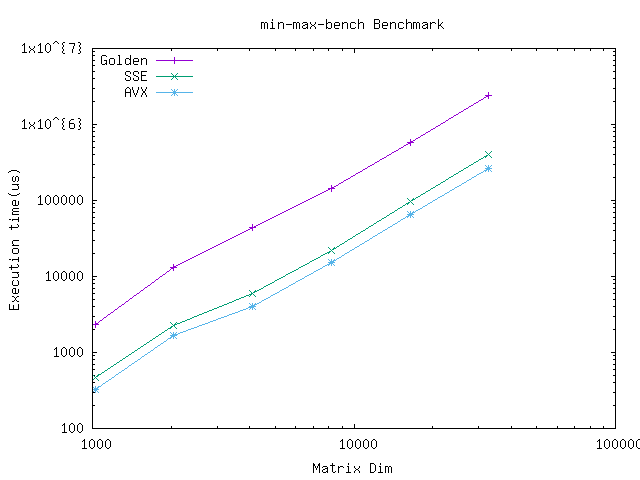 min-max-bench Benchmark
1x10^{7}
Golden
SSE
AVX
1x10^{6}
100000
10000
1000
100
Execution time(us)
1000 10000 100000
Matrix Dim